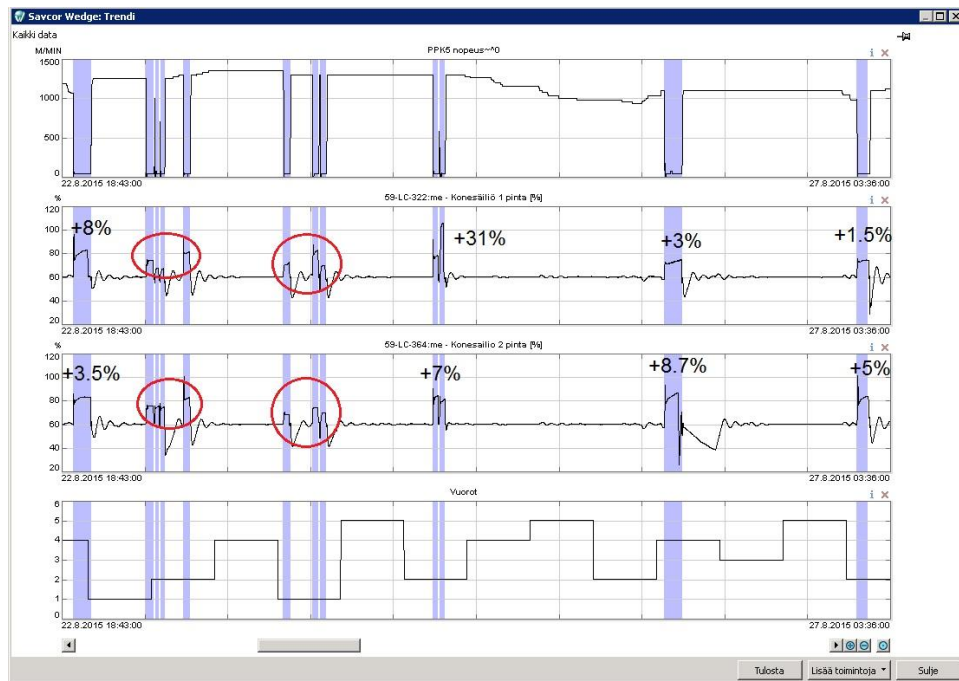 Savcor Wedge: Trendi
Kaikki data
M/MIN
PPK5 nopeus~^0
i x
1500
1000
500
0
22.8.2015 18:43:00
27.8.2015 03:36:00
%
59-LC-322:me - Konesäiliö 1 pinta [%]
i x
120
100
80
60
40
20
+8%
+31%
+3%
+1.5%
22.8.2015 18:43:00
27.8.2015 03:36:00
%
59-LC-364:me - Konesäiliö 2 pinta [%]
i x
120
100
80
60
40
20
+3.5%
+7%
+8.7%
+5%
22.8.2015 18:43:00
27.8.2015 03:36:00
Vuorot
i x
6
5
4
3
2
1
0
22.8.2015 18:43:00
27.8.2015 03:36:00
Tulosta
Lisää toimintoja
Sulje